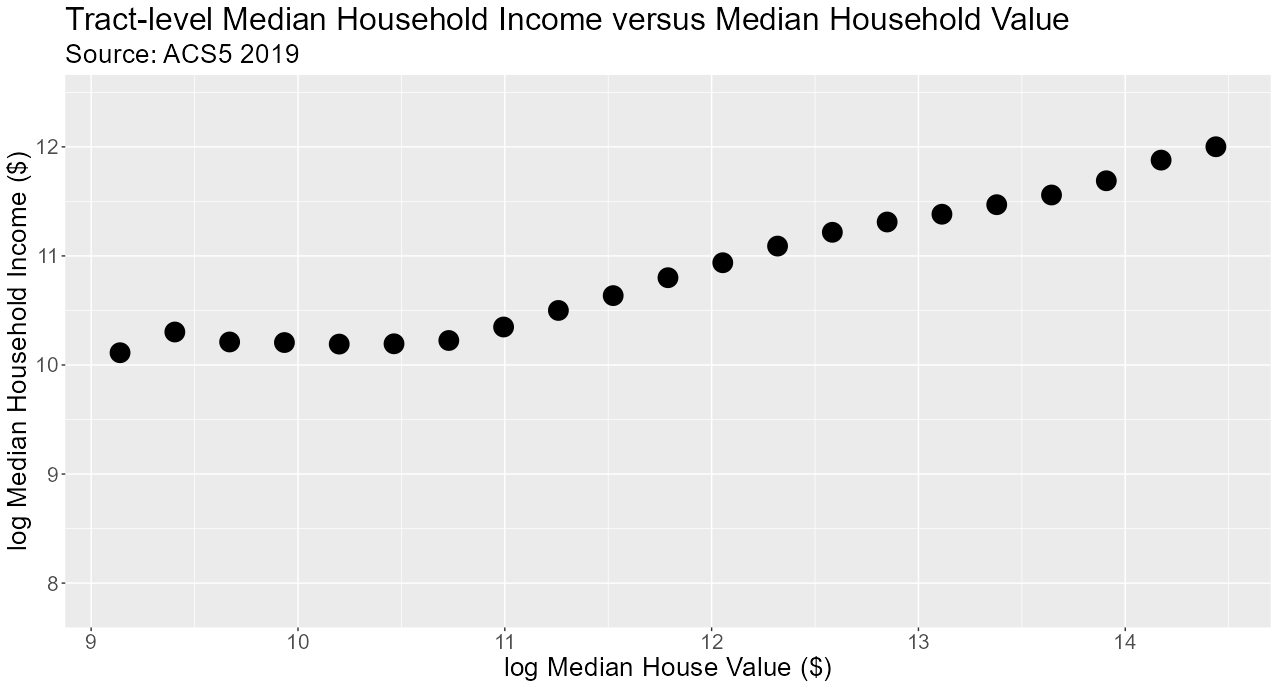 Tract-level Median Household Income versus Median Household Value
Source: ACS5 2019
log Median Household Income ($)
12
11
10
9
8
9 10 11 12 13 14
log Median House Value ($)